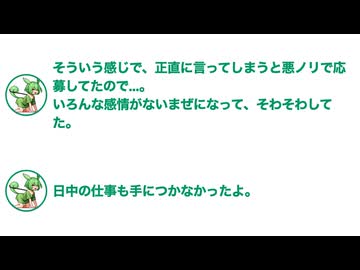 そういう感じで、正直に言ってしまうと悪ノリで応
募してたので...。
いろんな感情がないまぜになって、そわそわして
た。
日中の仕事も手につかなかったよ。